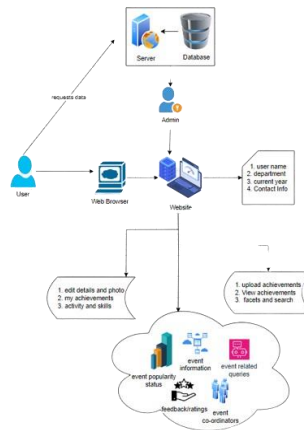 Server
Database
requests data
Admin
User
Web Browser
Website
1. user name
2. department
3. current year
4. Contact Info
1. edit details and photo
2. my achievements
3. activity and skills
1. upload achievements
2. View achievements
3. facets and search
event popularity
status
event
information
event related
queries
feedback/ratings
event
co-ordinators